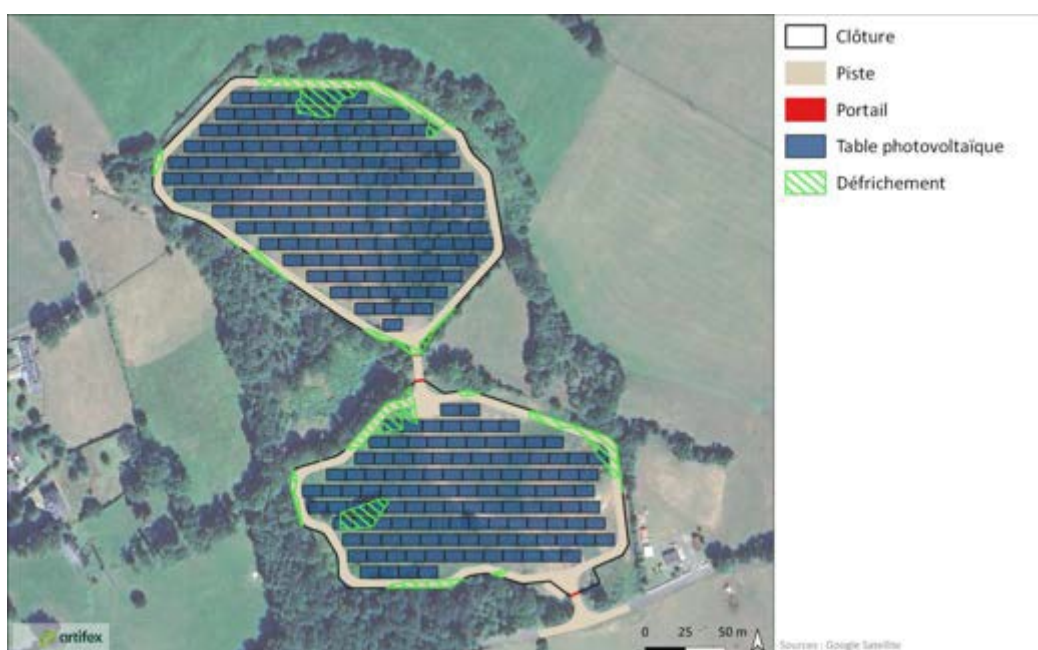 Clôture
Piste
Portail
Table photovoltaïque
Défrichement
artifex
0 25 50 m
Sources : Google Satellite